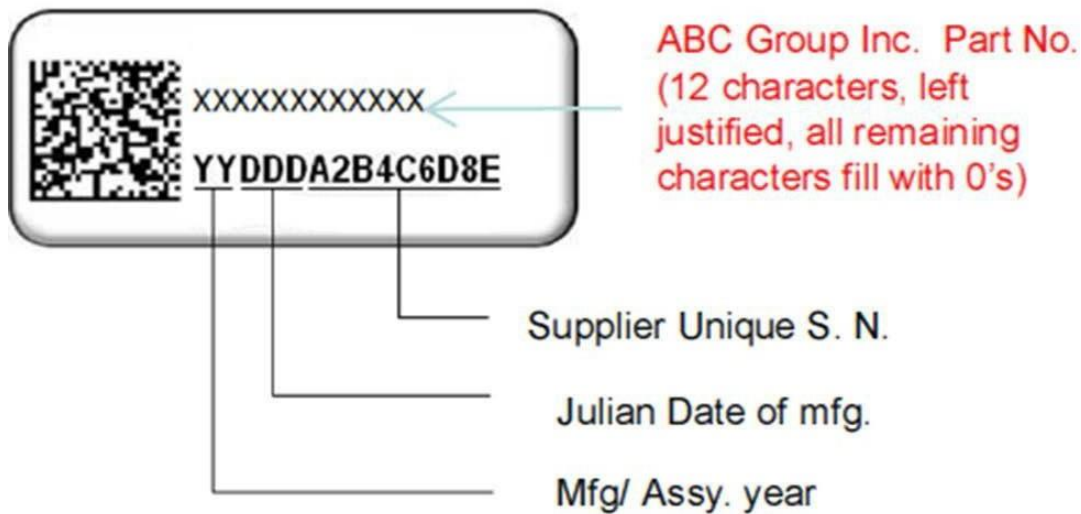 ABC Group Inc. Part No.
(12 characters, left
justified, all remaining
characters fill with 0's)
XXXXXXXXXXXX
YYDDDA2B4C6D8E
Supplier Unique S. N.
Julian Date of mfg.
Mfg/ Assy. year